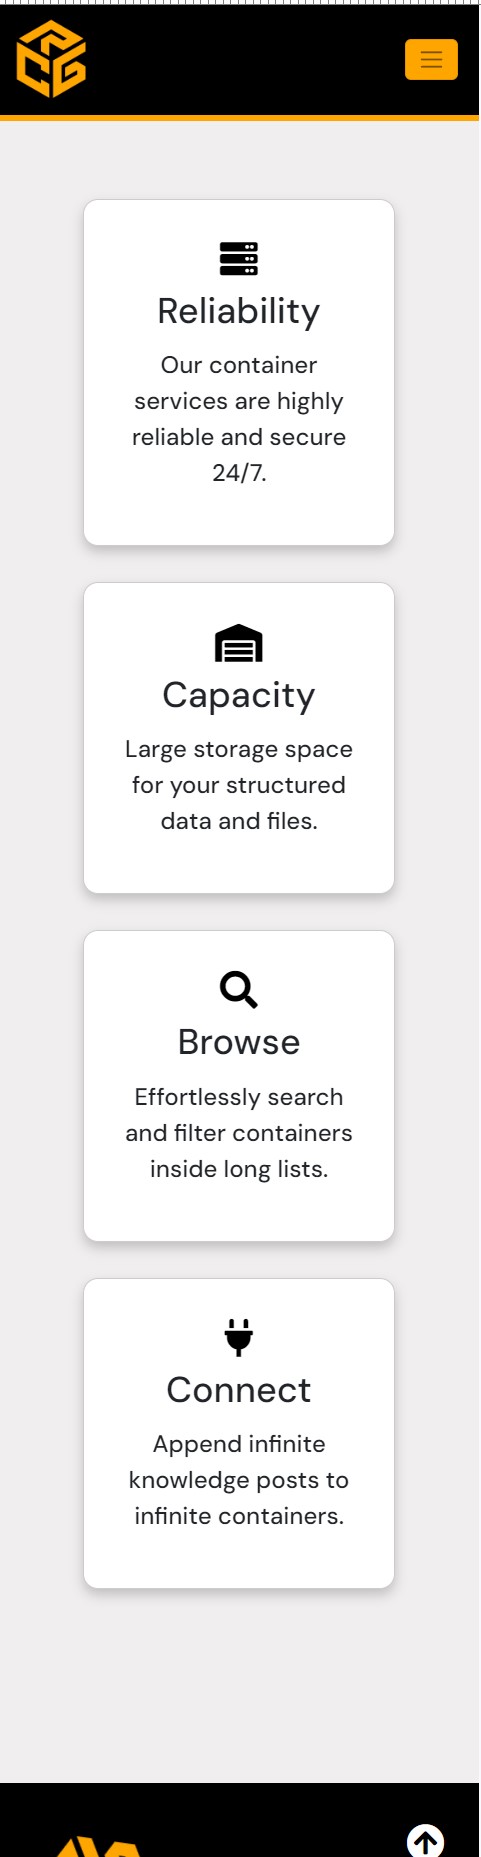 Reliability
Our container
services are highly
reliable and secure
24/7.
Capacity
Large storage space
for your structured
data and files.
Browse
Effortlessly search
and filter containers
inside long lists.
Connect
Append infinite
knowledge posts to
infinite containers.